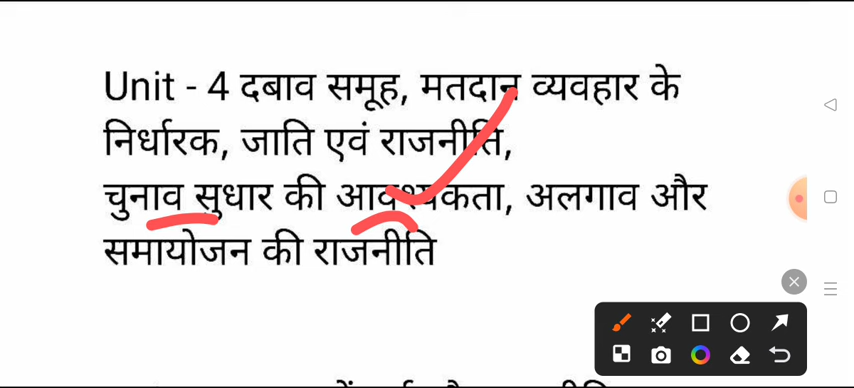 Unit - 4 दबाव समूह, मतदान व्यवहार के
निर्धारक, जाति एवं राजनीति,
चुनाव सुधार की आवश्यकता, अलगाव और
समायोजन की राजनीति